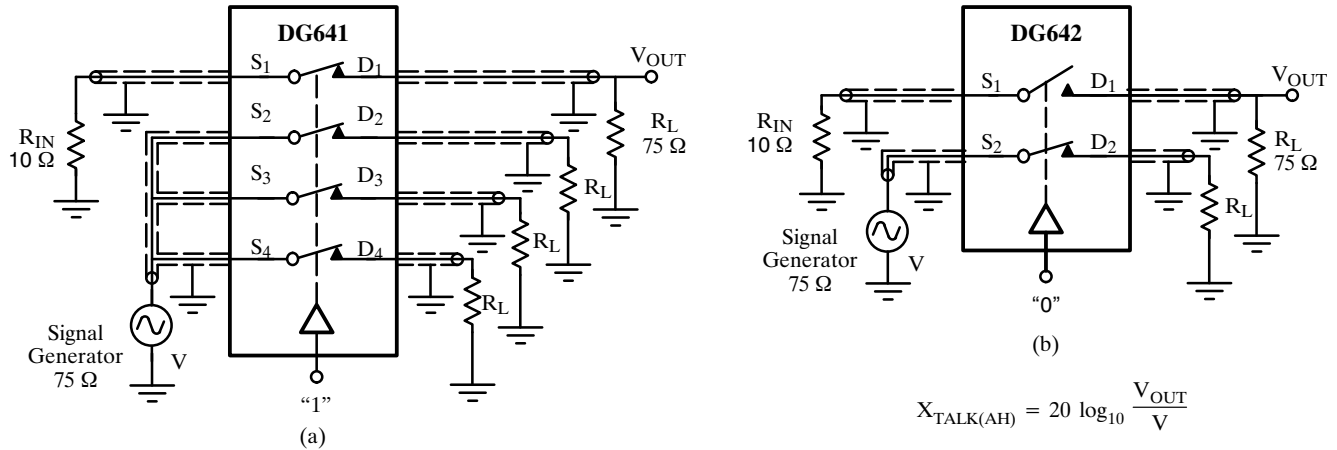 DG641
S1 D1 VOUT
S2 D2
RIN
10 Ω
RL
75 Ω
S3 D3
RL
S4 D4
RL
RL
Signal
Generator
75 Ω
V
“1”
(a)
DG642
S1 D1 VOUT
RIN
10 Ω
S2 D2
RL
75 Ω
RL
Signal
Generator
75 Ω
V
“0”
(b)
XTALK(AH) = 20 log10 VOUT / V